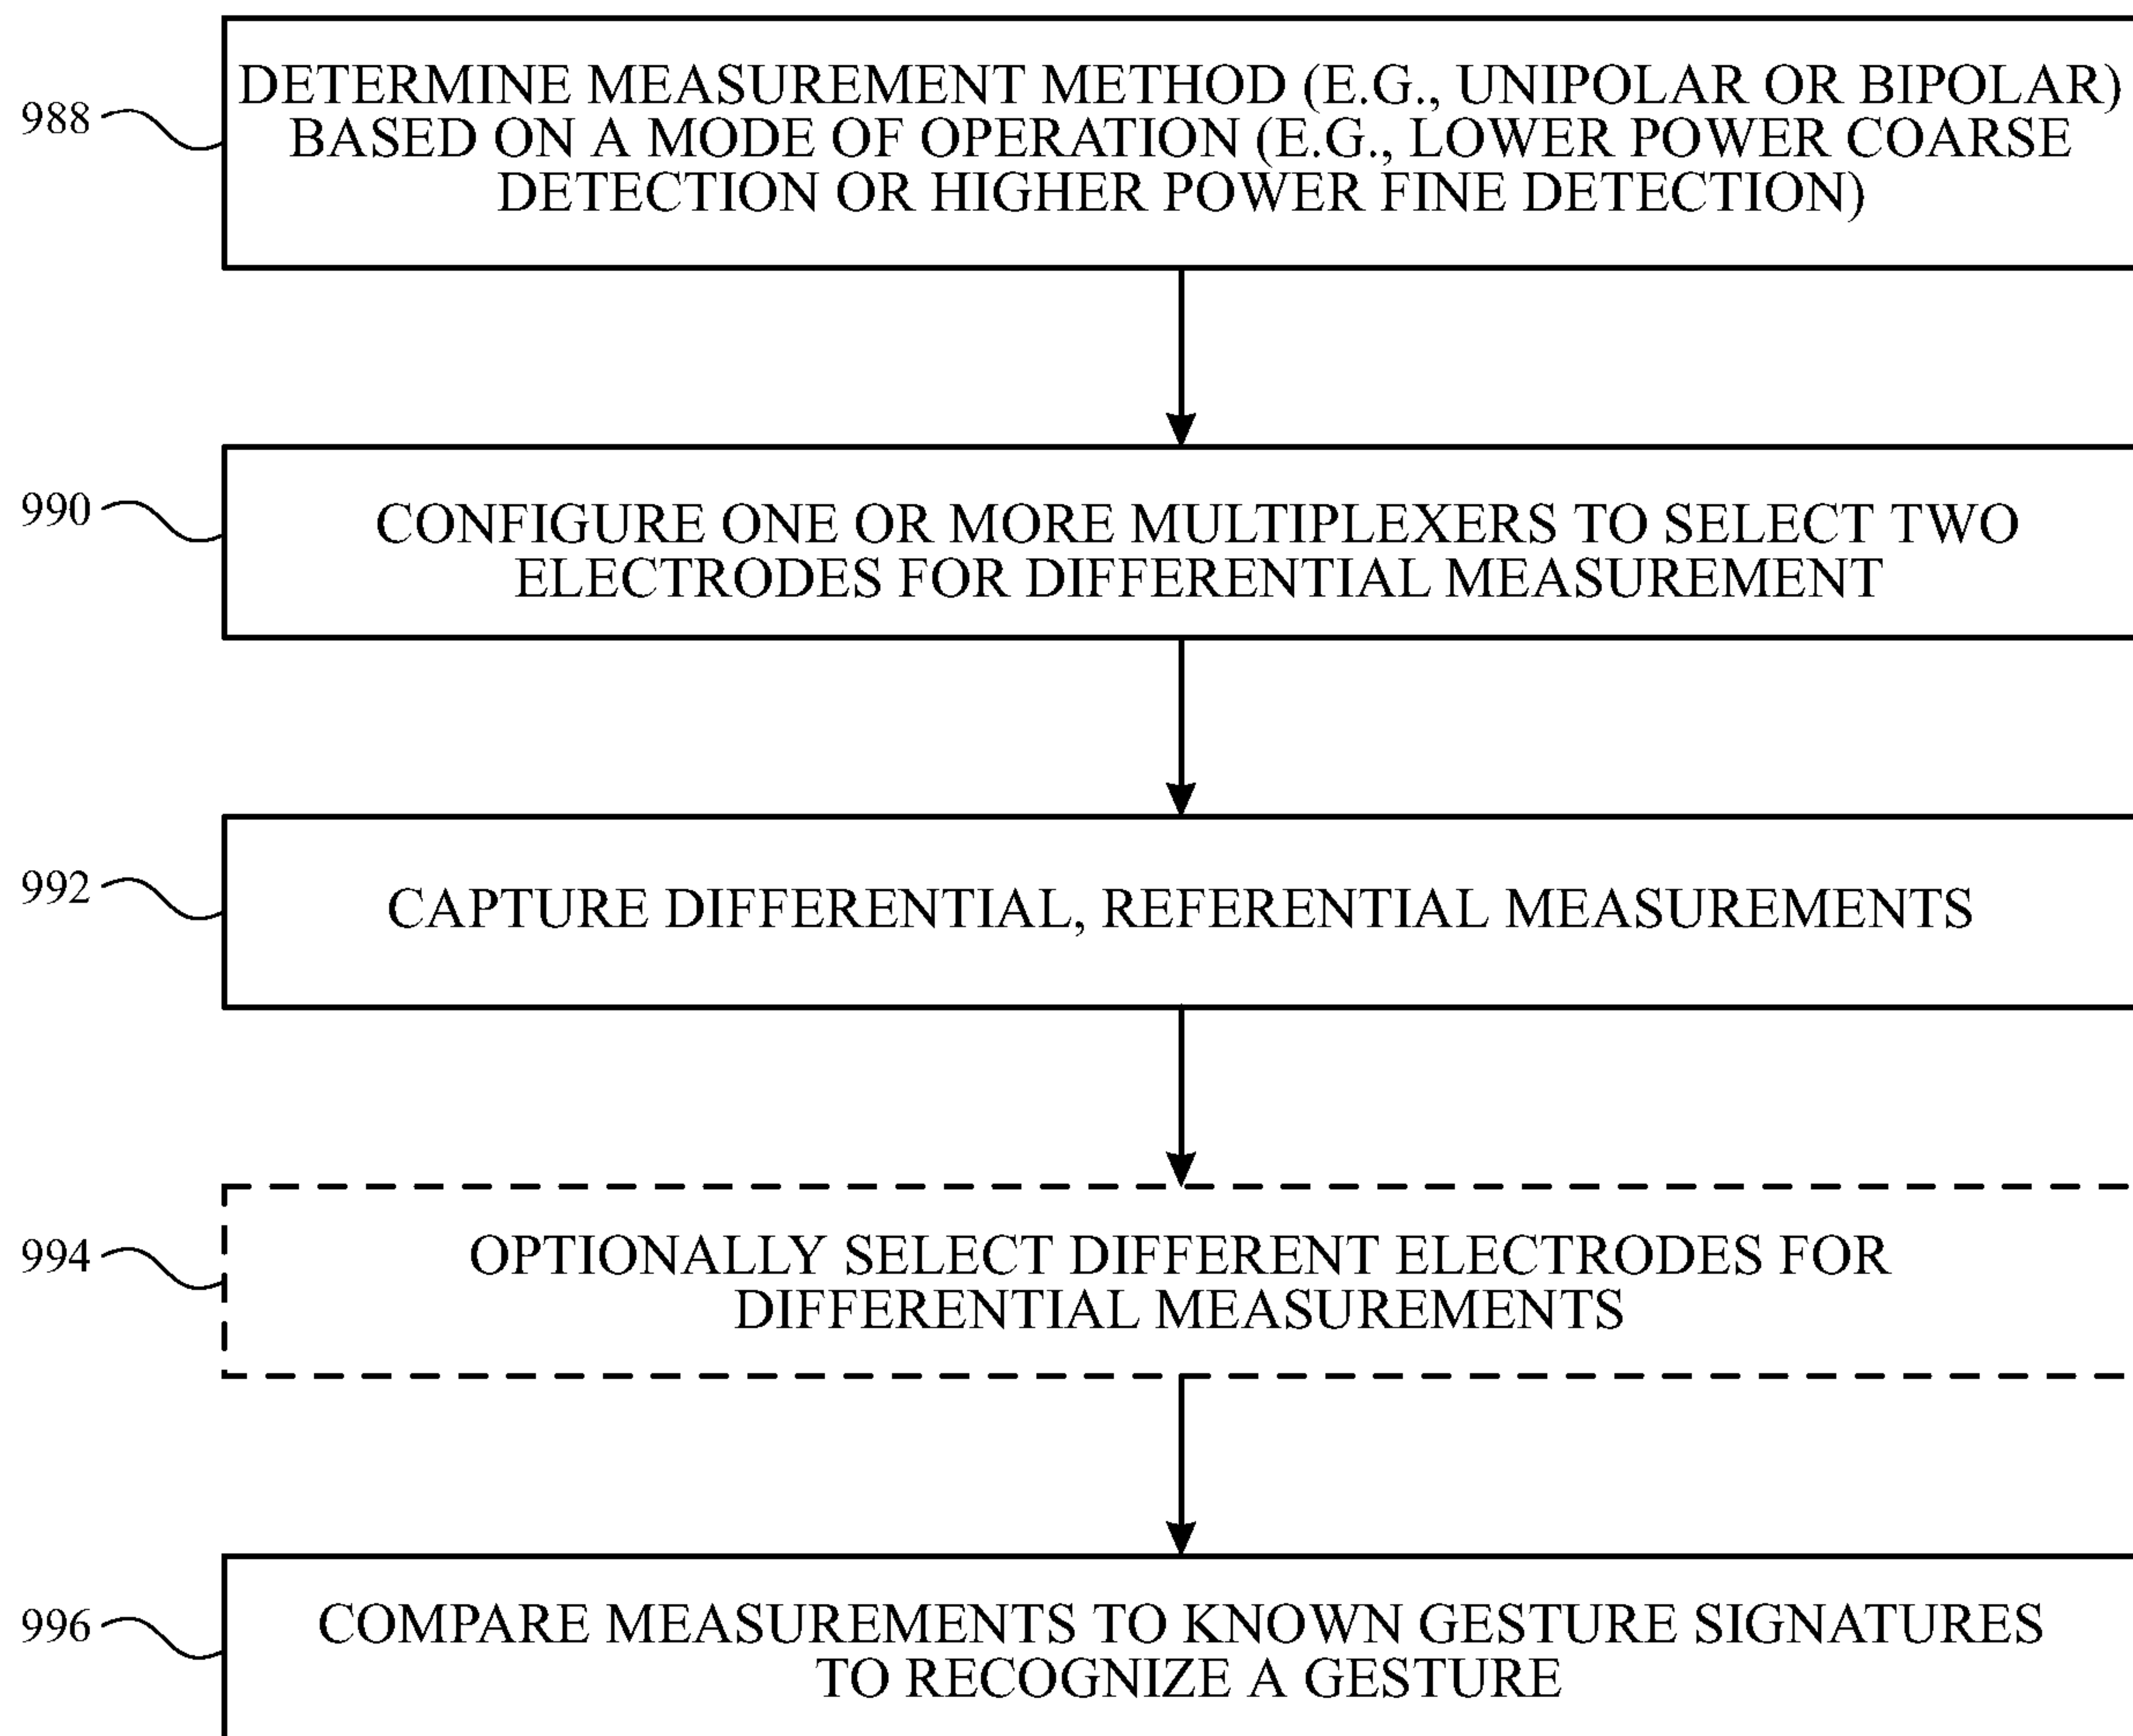 988
DETERMINE MEASUREMENT METHOD (E.G., UNIPOLAR OR BIPOLAR)
BASED ON A MODE OF OPERATION (E.G., LOWER POWER COARSE
DETECTION OR HIGHER POWER FINE DETECTION)
990
CONFIGURE ONE OR MORE MULTIPLEXERS TO SELECT TWO
ELECTRODES FOR DIFFERENTIAL MEASUREMENT
992
CAPTURE DIFFERENTIAL, REFERENTIAL MEASUREMENTS
994
OPTIONALLY SELECT DIFFERENT ELECTRODES FOR
DIFFERENTIAL MEASUREMENTS
996
COMPARE MEASUREMENTS TO KNOWN GESTURE SIGNATURES
TO RECOGNIZE A GESTURE